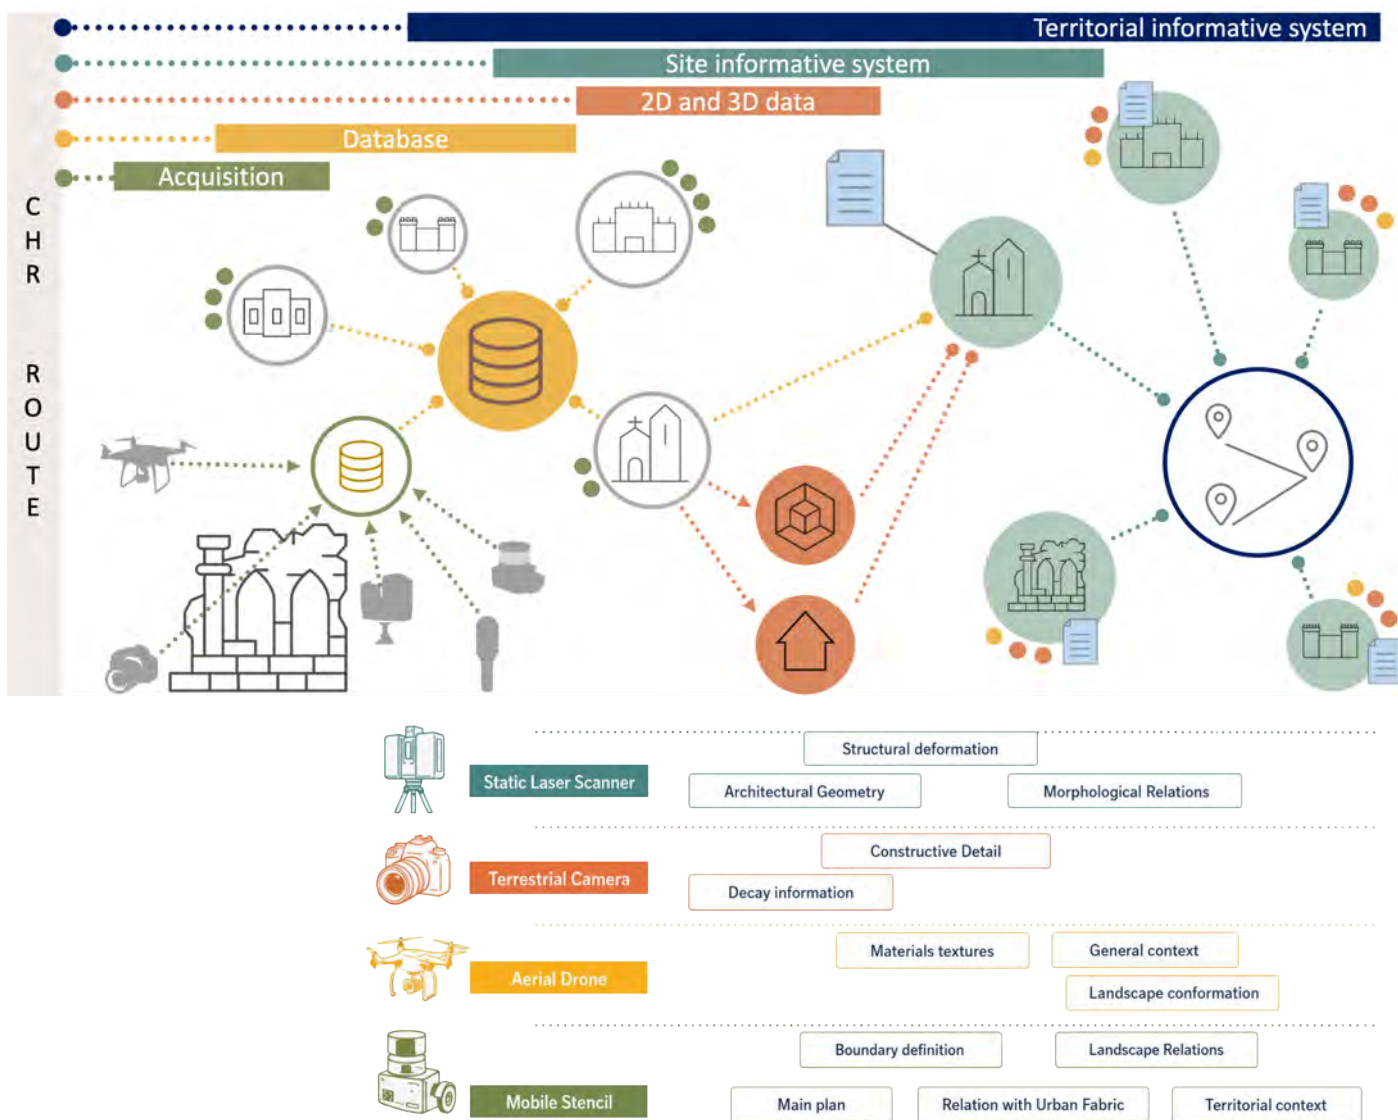 Territorial informative system
Site informative system
2D and 3D data
Database
Acquisition
CHR ROUTE
Structural deformation
Static Laser Scanner
Architectural Geometry
Morphological Relations
Constructive Detail
Terrestrial Camera
Decay information
Materials textures
General context
Aerial Drone
Landscape conformation
Boundary definition
Landscape Relations
Mobile Stencil
Main plan
Relation with Urban Fabric
Territorial context